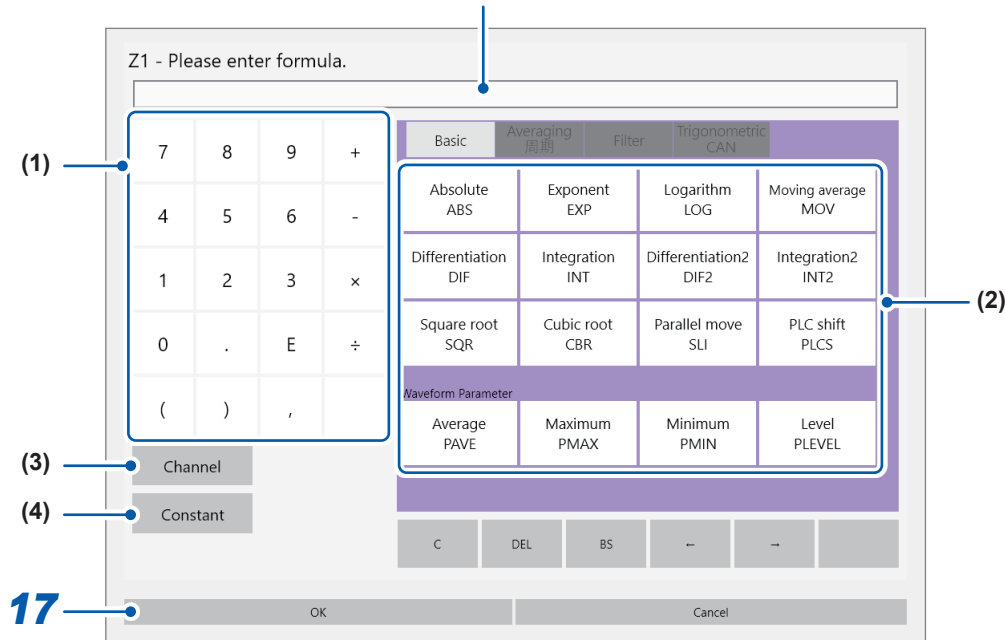 Z1 - Please enter formula.
(1)
7 8 9 +
4 5 6 -
1 2 3 ×
0 . E ÷
( ) ,
Basic
Averaging
周期
Filter
Trigonometric
CAN
Absolute
ABS
Exponent
EXP
Logarithm
LOG
Moving average
MOV
Differentiation
DIF
Integration
INT
Differentiation2
DIF2
Integration2
INT2
(2)
Square root
SQR
Cubic root
CBR
Parallel move
SLI
PLC shift
PLCS
Waveform Parameter
Average
PAVE
Maximum
PMAX
Minimum
PMIN
Level
PLEVEL
(3)
Channel
(4)
Constant
C DEL BS ← →
17
OK Cancel